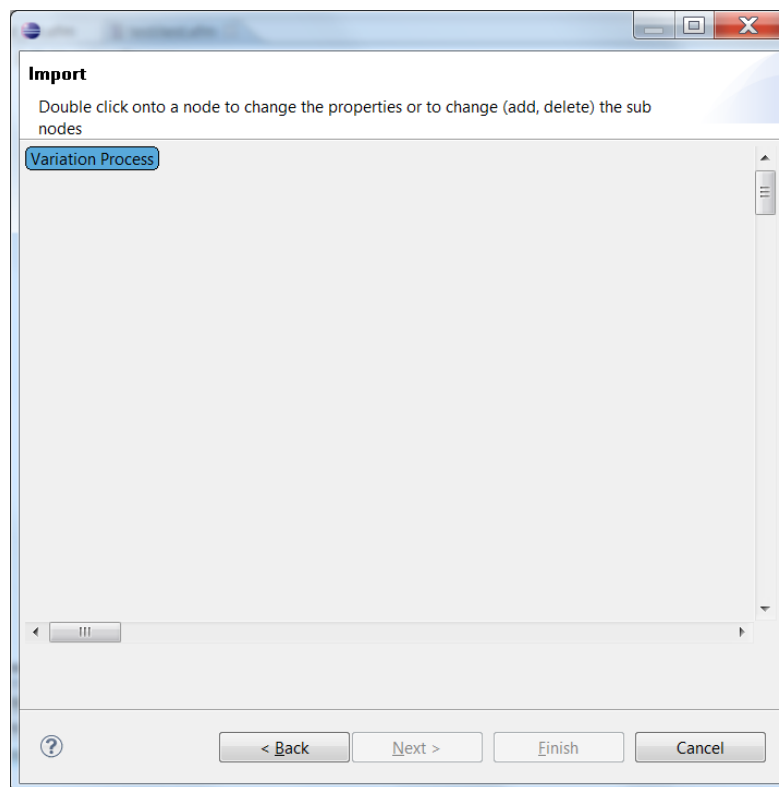 Import
Double click onto a node to change the properties or to change (add, delete) the sub
nodes
Variation Process
?
< Back
Next >
Finish
Cancel